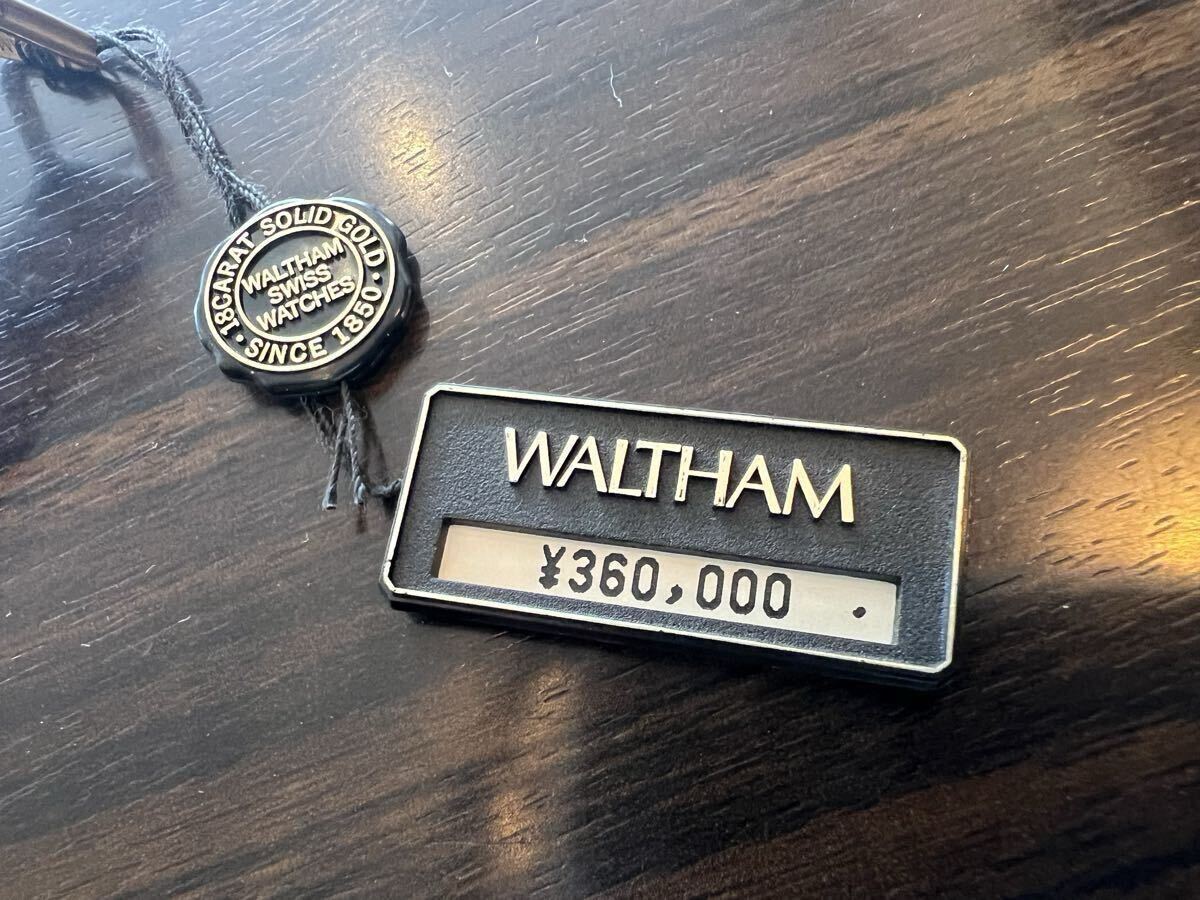 18CARAT SOLID GOLD
WALTHAM
SWISS
WATCHES
• SINCE 1850 •
WALTHAM
¥360,000